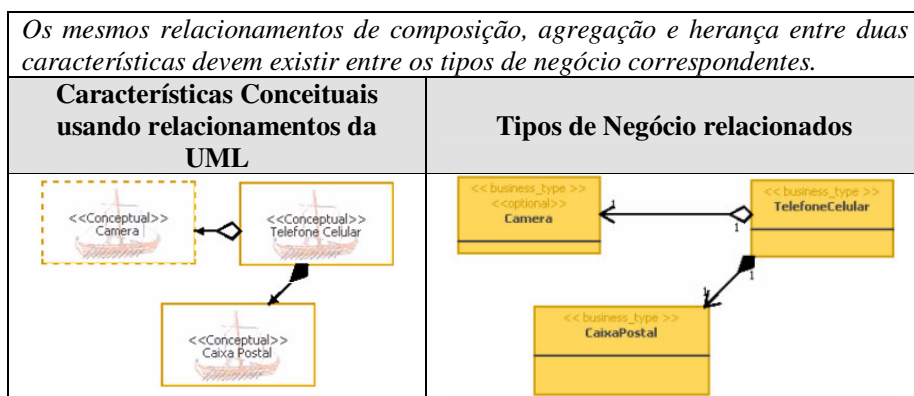 Os mesmos relacionamentos de composição, agregação e herança entre duas
características devem existir entre os tipos de negócio correspondentes.
Características Conceituais
usando relacionamentos da
UML
Tipos de Negócio relacionados
<<Conceptual>>
Camera
<<Conceptual>>
Telefone Celular
<<Conceptual>>
Caixa Postal
<< business_type >>
<<optional>>
Camera
1
1
<< business_type >>
TelefoneCelular
1
1
<< business_type >>
CaixaPostal